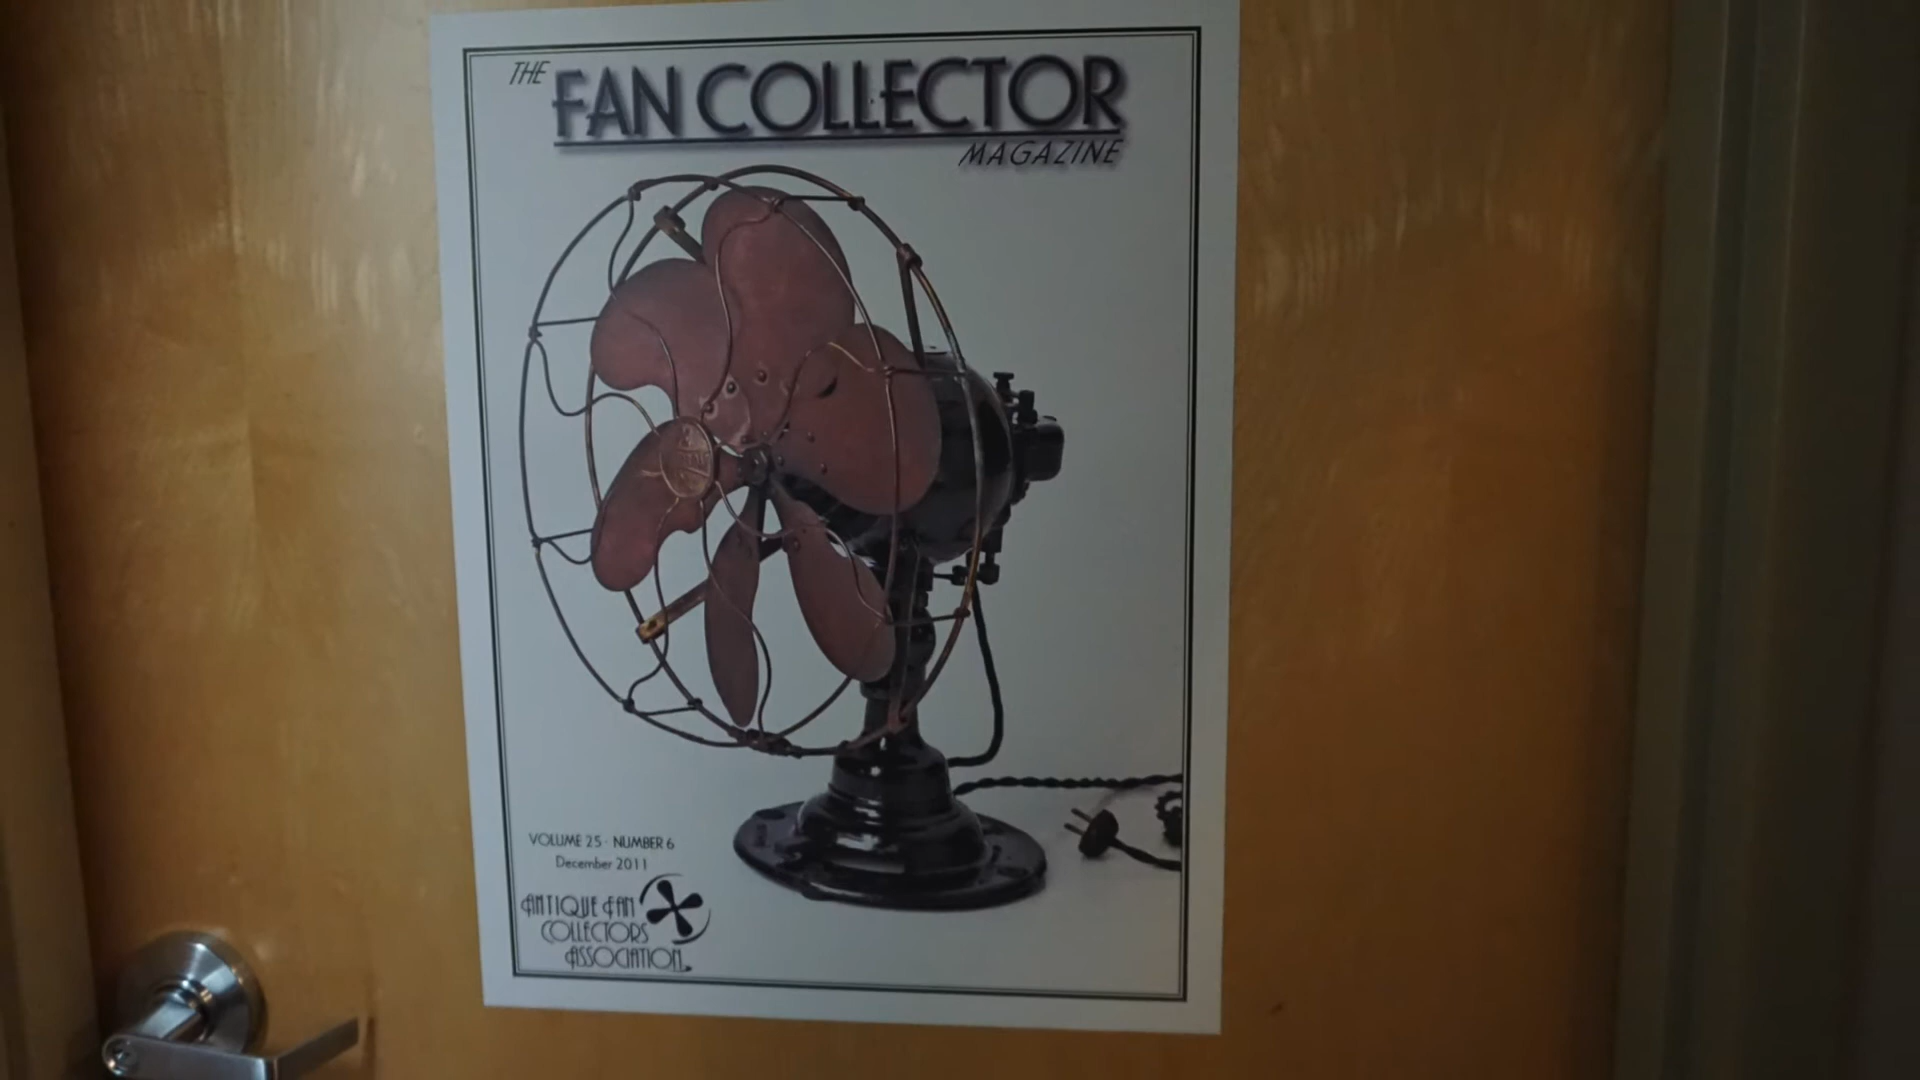 THE
FAN COLLECTOR
MAGAZINE
VOLUME 25 · NUMBER 6
December 2011
ANTIQUE FAN
COLLECTORS
ASSOCIATION